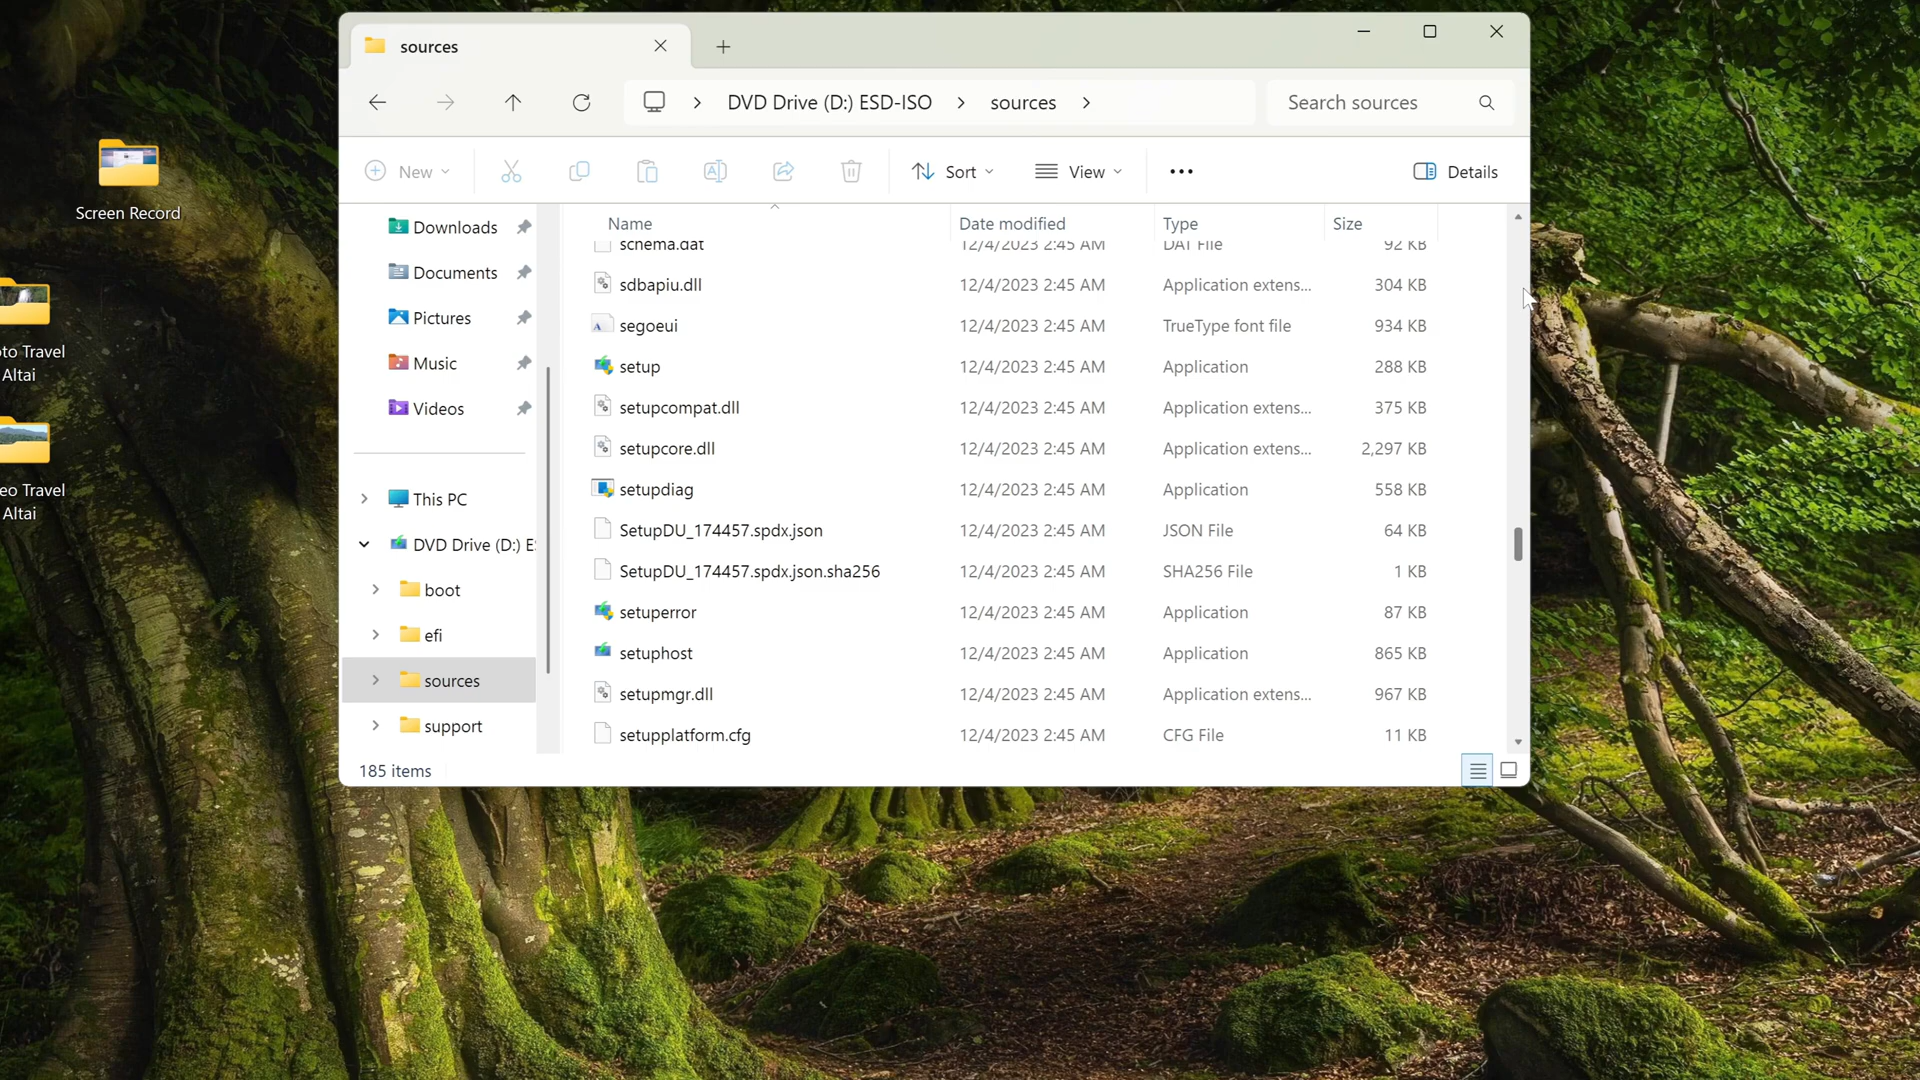 sources
DVD Drive (D:) ESD-ISO
sources
Search sources
New
Sort
View
Details
Downloads
Documents
Pictures
Music
Videos
This PC
DVD Drive (D:) E
boot
efi
sources
support
Name Date modified Type Size
schema.dat 12/4/2023 2:45 AM DAT File 92 KB
sdbapiu.dll 12/4/2023 2:45 AM Application extens... 304 KB
segoeui 12/4/2023 2:45 AM TrueType font file 934 KB
setup 12/4/2023 2:45 AM Application 288 KB
setupcompat.dll 12/4/2023 2:45 AM Application extens... 375 KB
setupcore.dll 12/4/2023 2:45 AM Application extens... 2,297 KB
setupdiag 12/4/2023 2:45 AM Application 558 KB
SetupDU_174457.spdx.json 12/4/2023 2:45 AM JSON File 64 KB
SetupDU_174457.spdx.json.sha256 12/4/2023 2:45 AM SHA256 File 1 KB
setuperror 12/4/2023 2:45 AM Application 87 KB
setuphost 12/4/2023 2:45 AM Application 865 KB
setupmgr.dll 12/4/2023 2:45 AM Application extens... 967 KB
setupplatform.cfg 12/4/2023 2:45 AM CFG File 11 KB
185 items
Screen Record
to Travel
Altai
eo Travel
Altai